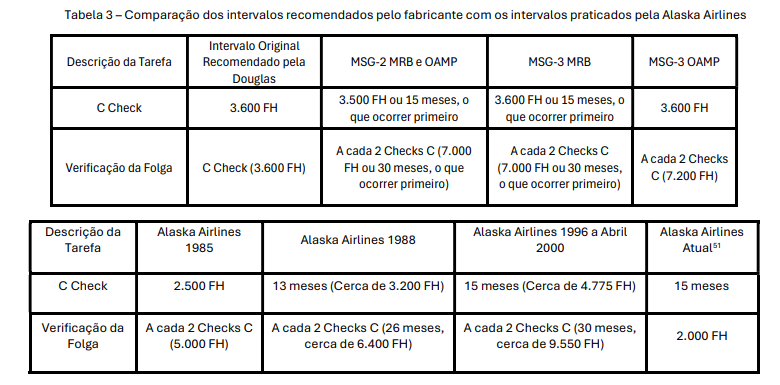 Tabela 3 – Comparação dos intervalos recomendados pelo fabricante com os intervalos praticados pela Alaska Airlines
Descrição da Tarefa
Intervalo Original
Recomendado pela
Douglas
MSG-2 MRB e OAMP
MSG-3 MRB
MSG-3 OAMP
C Check
3.600 FH
3.500 FH ou 15 meses, o
que ocorrer primeiro
3.600 FH ou 15 meses, o
que ocorrer primeiro
3.600 FH
Verificação da Folga
C Check (3.600 FH)
A cada 2 Checks C (7.000
FH ou 30 meses, o que
ocorrer primeiro)
A cada 2 Checks C
(7.000 FH ou 30 meses,
o que ocorrer primeiro)
A cada 2 Checks
C (7.200 FH)
Descrição da
Tarefa
Alaska Airlines
1985
Alaska Airlines 1988
Alaska Airlines 1996 a Abril
2000
Alaska Airlines
Atual⁵¹
C Check
2.500 FH
13 meses (Cerca de 3.200 FH)
15 meses (Cerca de 4.775 FH)
15 meses
Verificação da
Folga
A cada 2 Checks C
(5.000 FH)
A cada 2 Checks C (26 meses,
cerca de 6.400 FH)
A cada 2 Checks C (30 meses,
cerca de 9.550 FH)
2.000 FH